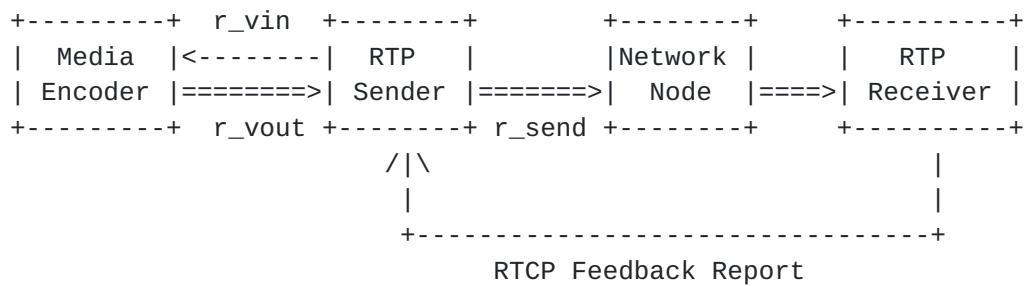 +---------+  r_vin  +--------+        +--------+     +----------+
|  Media  |<--------|  RTP   |        |Network |     |   RTP    |
| Encoder |========>| Sender |=======>|  Node  |====>| Receiver |
+---------+  r_vout +--------+ r_send +--------+     +----------+
                        /|\                                |
                         |                                 |
                         +---------------------------------+
                               RTCP Feedback Report